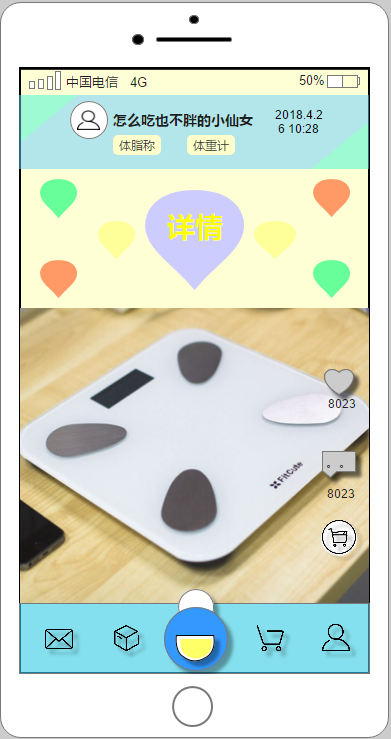 中国电信 4G 50%
怎么吃也不胖的小仙女
2018.4.2
6 10:28
体脂称 体重计
详情
8023
FitCute
8023